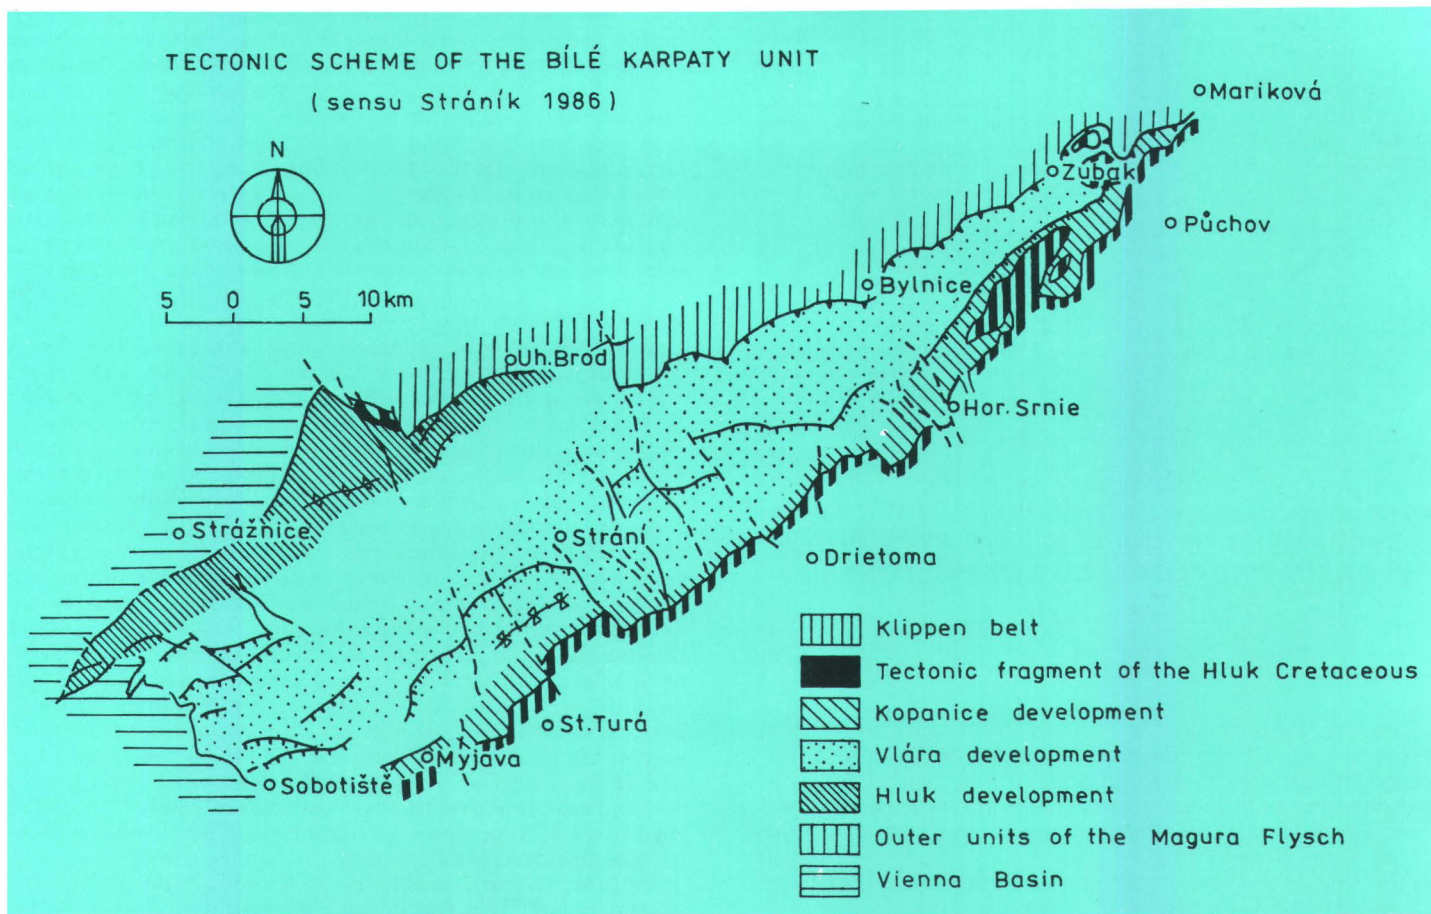 TECTONIC SCHEME OF THE BÍLÉ KARPATY UNIT
(sensu Stráník 1986)
N
5 0 5 10 km
Mariková
Zubak
Půchov
Bylnice
Uh. Brod
Hor. Srnie
Strážnice
Strání
Drietoma
St. Turá
Myjava
Sobotiště
Klippen belt
Tectonic fragment of the Hluk Cretaceous
Kopanice development
Vlára development
Hluk development
Outer units of the Magura Flysch
Vienna Basin